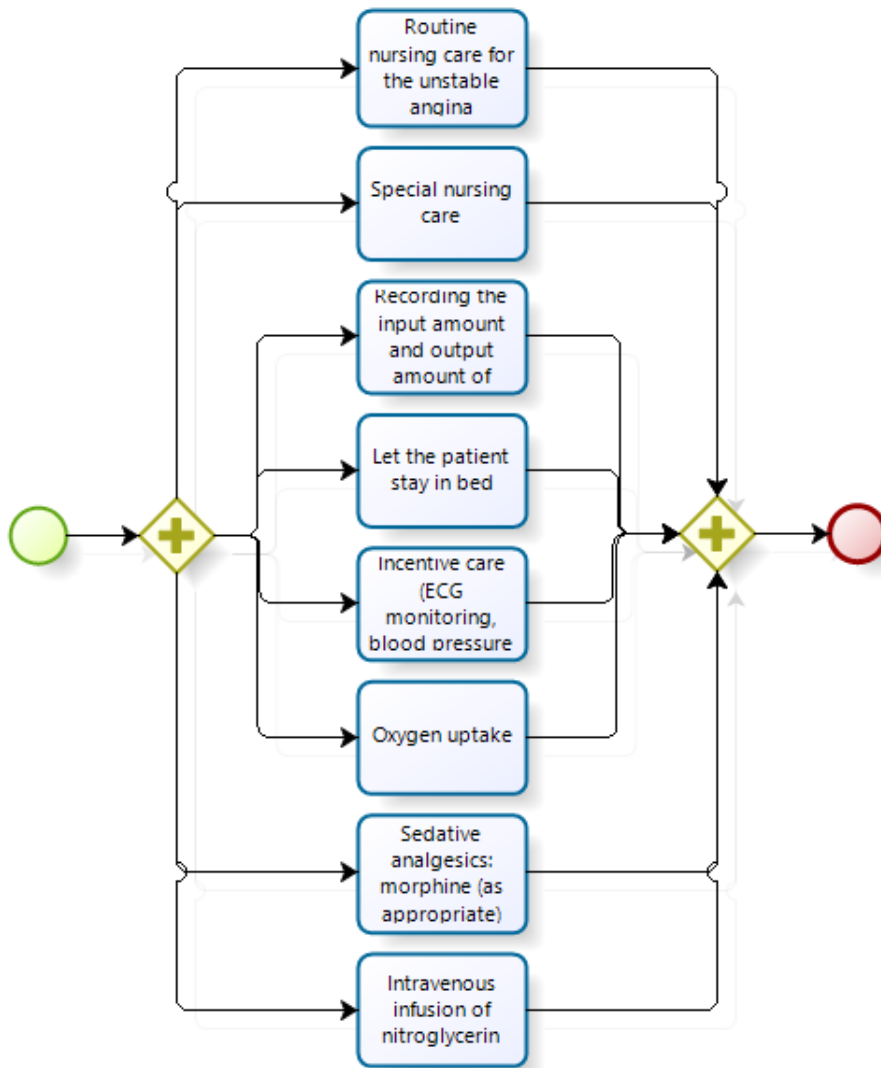 Routine
nursing care for
the unstable
angina
Special nursing
care
Recording the
input amount
and output
amount of
Let the patient
stay in bed
Incentive care
(ECG
monitoring,
blood pressure
Oxygen uptake
Sedative
analgesics:
morphine (as
appropriate)
Intravenous
infusion of
nitroglycerin